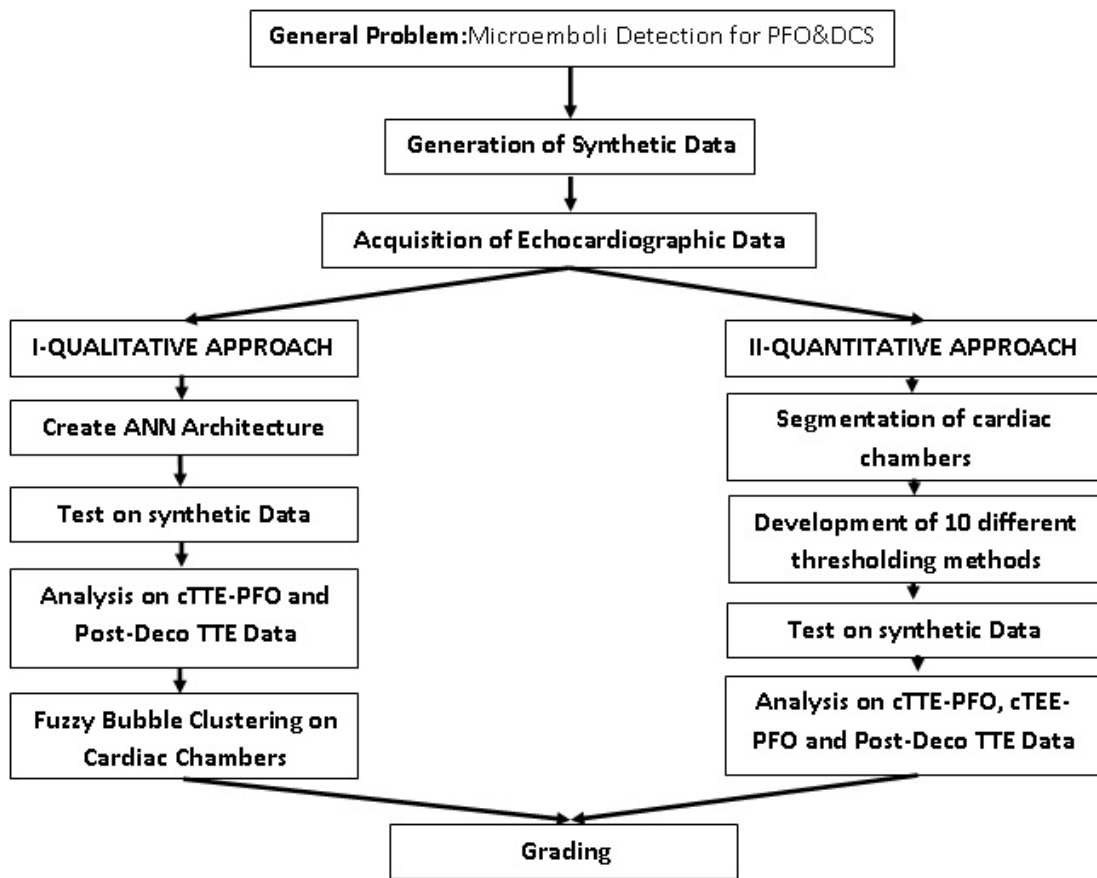 General Problem:Microemboli Detection for PFO&DCS
Generation of Synthetic Data
Acquisition of Echocardiographic Data
I-QUALITATIVE APPROACH
Create ANN Architecture
Test on synthetic Data
Analysis on cTTE-PFO and
Post-Deco TTE Data
Fuzzy Bubble Clustering on
Cardiac Chambers
II-QUANTITATIVE APPROACH
Segmentation of cardiac
chambers
Development of 10 different
thresholding methods
Test on synthetic Data
Analysis on cTTE-PFO, cTEE-
PFO and Post-Deco TTE Data
Grading